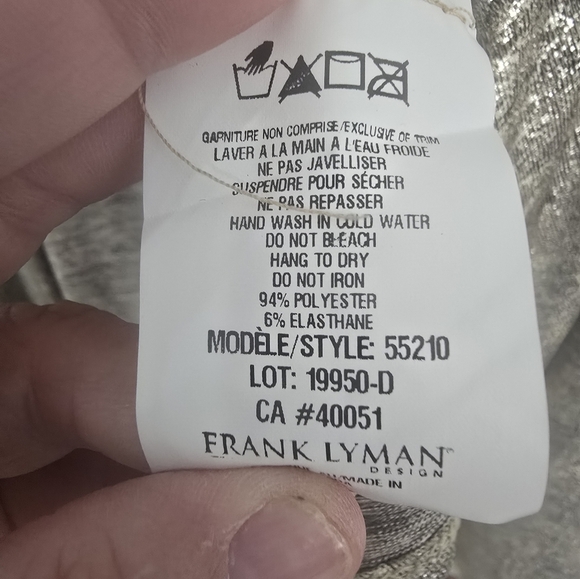 GARNITURE NON COMPRISE/EXCLUSIVE OF TRIM
LAVER A LA MAIN A L'EAU FROIDE
NE PAS JAVELLISER
SUSPENDRE POUR SÉCHER
NE PAS REPASSER
HAND WASH IN COLD WATER
DO NOT BLEACH
HANG TO DRY
DO NOT IRON
94% POLYESTER
6% ELASTHANE
MODÈLE/STYLE: 55210
LOT: 19950-D
CA #40051
FRANK LYMAN
DESIGN
MADE IN